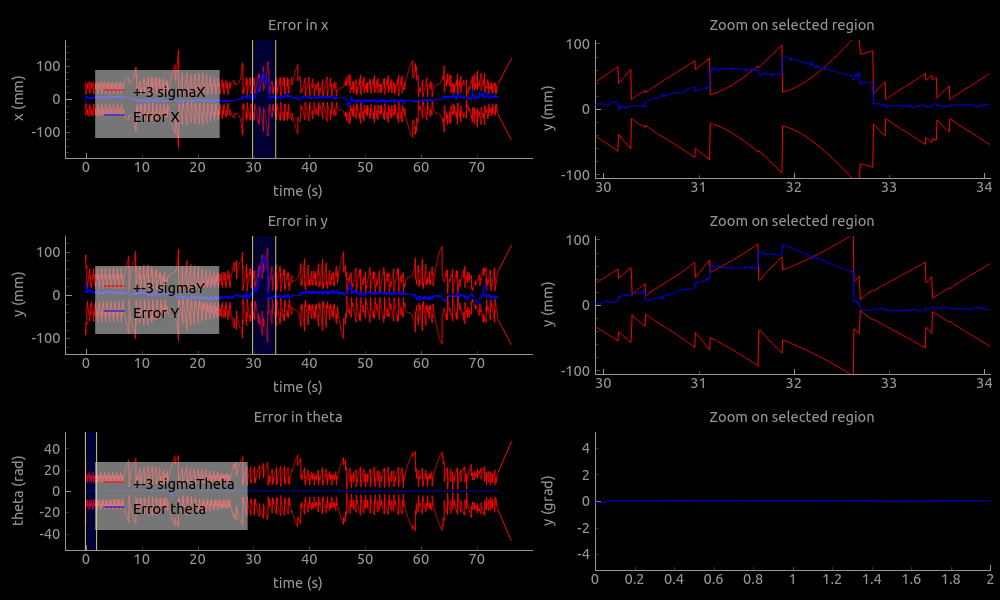 Error in x
Zoom on selected region
x (mm)
100
0
-100
+-3 sigmaX
Error X
0 10 20 30 40 50 60 70
time (s)
y (mm)
100
0
-100
30 31 32 33 34
Error in y
Zoom on selected region
y (mm)
100
0
-100
+-3 sigmaY
Error Y
0 10 20 30 40 50 60 70
time (s)
y (mm)
100
0
-100
30 31 32 33 34
Error in theta
Zoom on selected region
theta (rad)
40
20
0
-20
-40
+-3 sigmaTheta
Error theta
0 10 20 30 40 50 60 70
time (s)
y (grad)
4
2
0
-2
-4
0 0.2 0.4 0.6 0.8 1 1.2 1.4 1.6 1.8 2